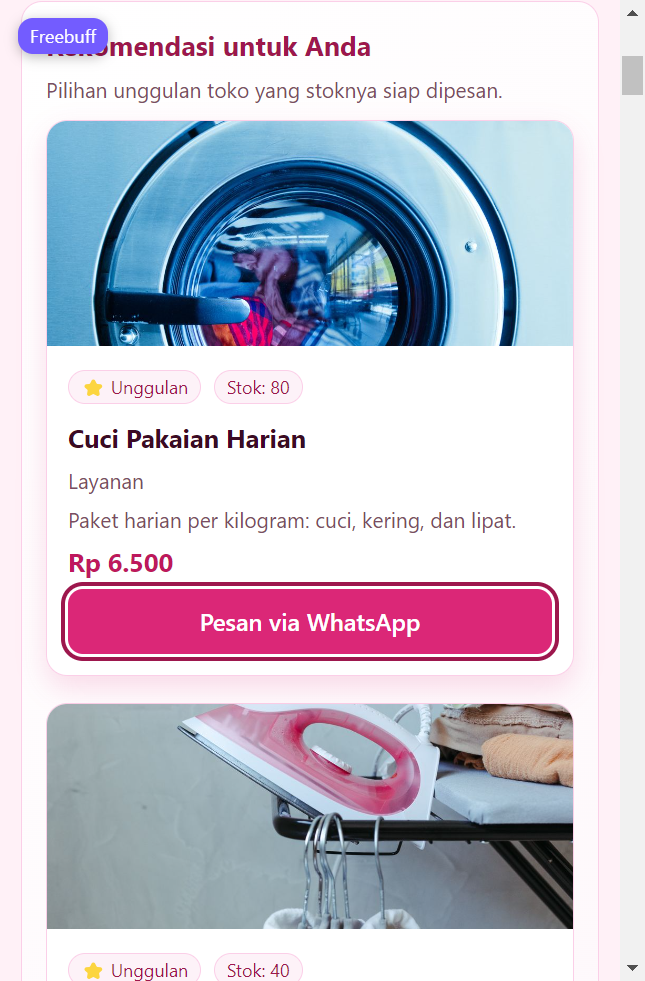 Freebuff
Rekomendasi untuk Anda
Pilihan unggulan toko yang stoknya siap dipesan.
⭐ Unggulan
Stok: 80
Cuci Pakaian Harian
Layanan
Paket harian per kilogram: cuci, kering, dan lipat.
Rp 6.500
Pesan via WhatsApp
⭐ Unggulan
Stok: 40